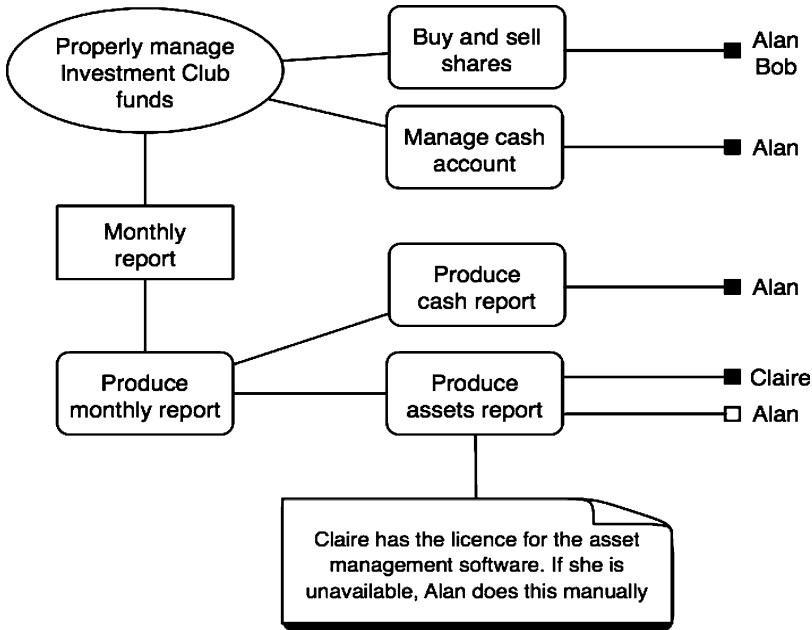 Properly manage
Investment Club
funds
Buy and sell
shares
Alan
Bob
Manage cash
account
Alan
Monthly
report
Produce
cash report
Alan
Produce
monthly report
Produce
assets report
Claire
Alan
Claire has the licence for the asset
management software. If she is
unavailable, Alan does this manually